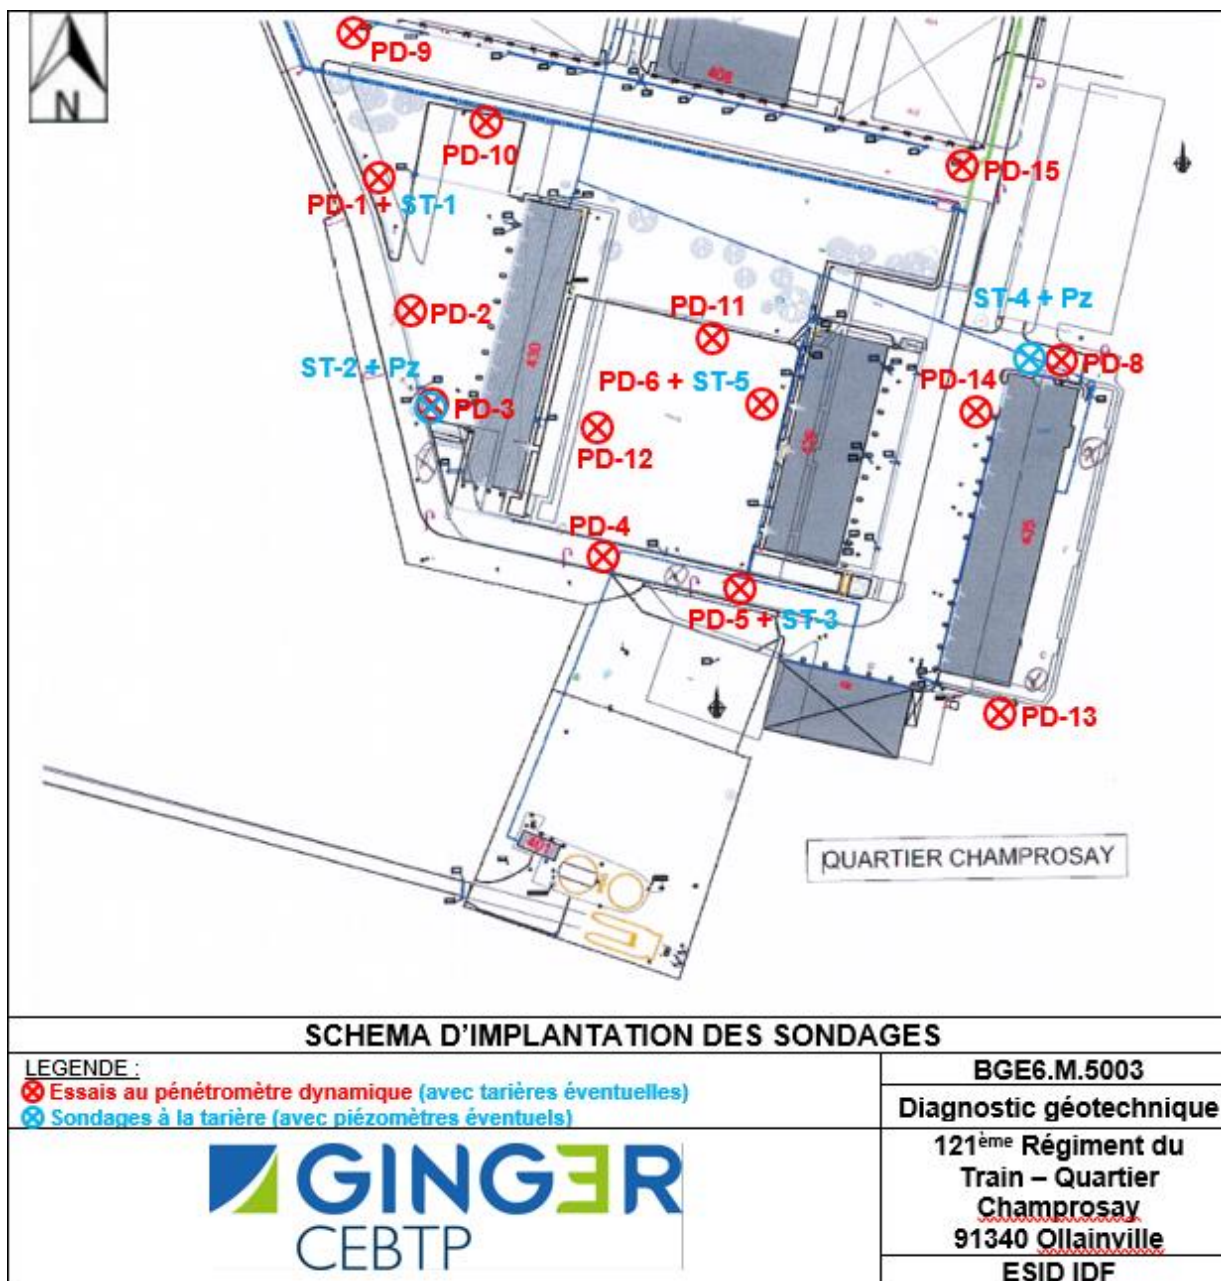 N
PD-9
408
PD-10
PD-15
PD-1 + ST-1
PD-2
PD-11
ST-4 + Pz
430
ST-2 + Pz
PD-6 + ST-5
PD-8
PD-14
PD-3
PD-12
PD-4
PD-5 + ST-3
PD-13
401
QUARTIER CHAMPROSAY
SCHEMA D'IMPLANTATION DES SONDAGES
LEGENDE :
Essais au pénétromètre dynamique (avec tarières éventuelles)
Sondages à la tarière (avec piézomètres éventuels)
BGE6.M.5003
Diagnostic géotechnique
121ème Régiment du
Train – Quartier
Champrosay
91340 Ollainville
ESID IDF
GINGER
CEBTP